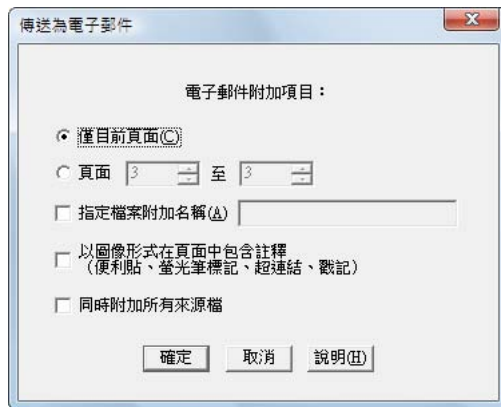 傳送為電子郵件
電子郵件附加項目：
僅目前頁面(C)
頁面 3 至 3
指定檔案附加名稱(A)
以圖像形式在頁面中包含註釋
（便利貼、螢光筆標記、超連結、戳記）
同時附加所有來源檔
確定 取消 說明(H)